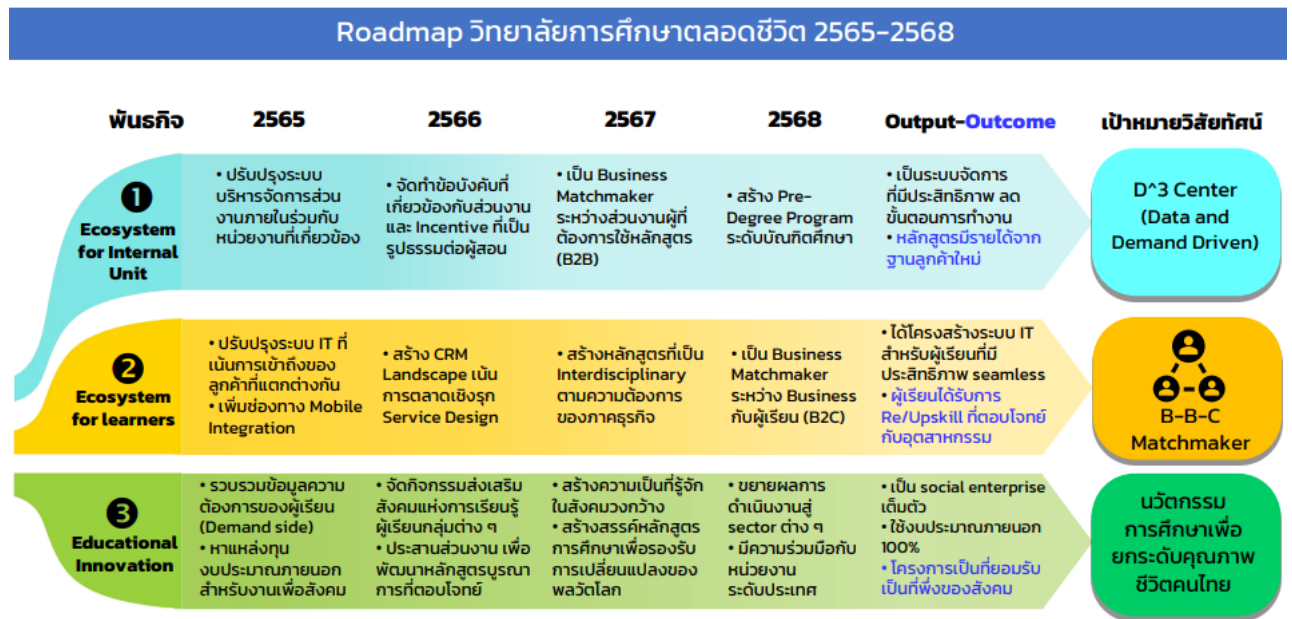 Roadmap วิทยาลัยการศึกษาตลอดชีวิต 2565-2568
พันธกิจ
2565
2566
2567
2568
Output-Outcome
เป้าหมายวิสัยทัศน์
1
Ecosystem
for Internal
Unit
• ปรับปรุงระบบ
บริหารจัดการส่วน
งานภายในร่วมกับ
หน่วยงานที่เกี่ยวข้อง
• จัดทำข้อบังคับที่
เกี่ยวข้องกับส่วนงาน
และ Incentive ที่เป็น
รูปธรรมต่อผู้สอน
• เป็น Business
Matchmaker
ระหว่างส่วนงานผู้ที่
ต้องการใช้หลักสูตร
(B2B)
• สร้าง Pre-
Degree Program
ระดับบัณฑิตศึกษา
• เป็นระบบจัดการ
ที่มีประสิทธิภาพ ลด
ขั้นตอนการทำงาน
• หลักสูตรมีรายได้จาก
ฐานลูกค้าใหม่
D^3 Center
(Data and
Demand Driven)
2
Ecosystem
for learners
• ปรับปรุงระบบ IT ที่
เน้นการเข้าถึงของ
ลูกค้าที่แตกต่างกัน
• เพิ่มช่องทาง Mobile
Integration
• สร้าง CRM
Landscape เน้น
การตลาดเชิงรุก
Service Design
• สร้างหลักสูตรที่เป็น
Interdisciplinary
ตามความต้องการ
ของภาคธุรกิจ
• เป็น Business
Matchmaker
ระหว่าง Business
กับผู้เรียน (B2C)
• ได้โครงสร้างระบบ IT
สำหรับผู้เรียนที่มี
ประสิทธิภาพ seamless
• ผู้เรียนได้รับการ
Re/Upskill ที่ตอบโจทย์
กับอุตสาหกรรม
B-B-C
Matchmaker
3
Educational
Innovation
• รวบรวมข้อมูลความ
ต้องการของผู้เรียน
(Demand side)
• หาแหล่งทุน
งบประมาณภายนอก
สำหรับงานเพื่อสังคม
• จัดกิจกรรมส่งเสริม
สังคมแห่งการเรียนรู้
ผู้เรียนกลุ่มต่าง ๆ
• ประสานส่วนงาน เพื่อ
พัฒนาหลักสูตรบูรณา
การที่ตอบโจทย์
• สร้างความเป็นที่รู้จัก
ในสังคมวงกว้าง
• สร้างสรรค์หลักสูตร
การศึกษาเพื่อรองรับ
การเปลี่ยนแปลงของ
พลวัตโลก
• ขยายผลการ
ดำเนินงานสู่
sector ต่าง ๆ
• มีความร่วมมือกับ
หน่วยงาน
ระดับประเทศ
• เป็น social enterprise
เต็มตัว
• ใช้งบประมาณภายนอก
100%
• โครงการเป็นที่ยอมรับ
เป็นที่พึ่งของสังคม
นวัตกรรม
การศึกษาเพื่อ
ยกระดับคุณภาพ
ชีวิตคนไทย